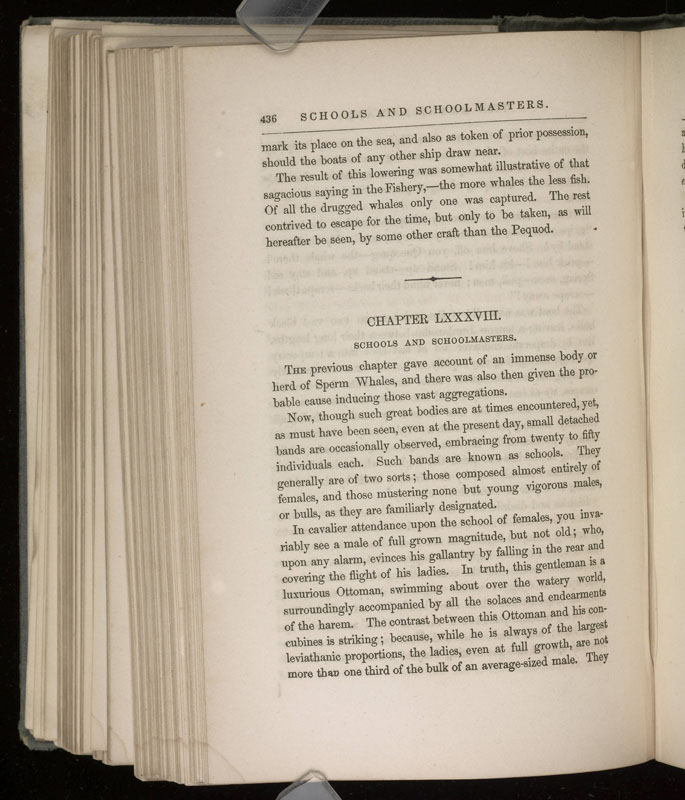 436 SCHOOLS AND SCHOOLMASTERS.
mark its place on the sea, and also as token of prior possession,
should the boats of any other ship draw near.
The result of this lowering was somewhat illustrative of that
sagacious saying in the Fishery,—the more whales the less fish.
Of all the drugged whales only one was captured. The rest
contrived to escape for the time, but only to be taken, as will
hereafter be seen, by some other craft than the Pequod.
CHAPTER LXXXVIII.
SCHOOLS AND SCHOOLMASTERS.
THE previous chapter gave account of an immense body or
herd of Sperm Whales, and there was also then given the pro-
bable cause inducing those vast aggregations.
Now, though such great bodies are at times encountered, yet,
as must have been seen, even at the present day, small detached
bands are occasionally observed, embracing from twenty to fifty
individuals each. Such bands are known as schools. They
generally are of two sorts; those composed almost entirely of
females, and those mustering none but young vigorous males,
or bulls, as they are familiarly designated.
In cavalier attendance upon the school of females, you inva-
riably see a male of full grown magnitude, but not old; who,
upon any alarm, evinces his gallantry by falling in the rear and
covering the flight of his ladies. In truth, this gentleman is a
luxurious Ottoman, swimming about over the watery world,
surroundingly accompanied by all the solaces and endearments
of the harem. The contrast between this Ottoman and his con-
cubines is striking; because, while he is always of the largest
leviathanic proportions, the ladies, even at full growth, are not
more than one third of the bulk of an average-sized male. They